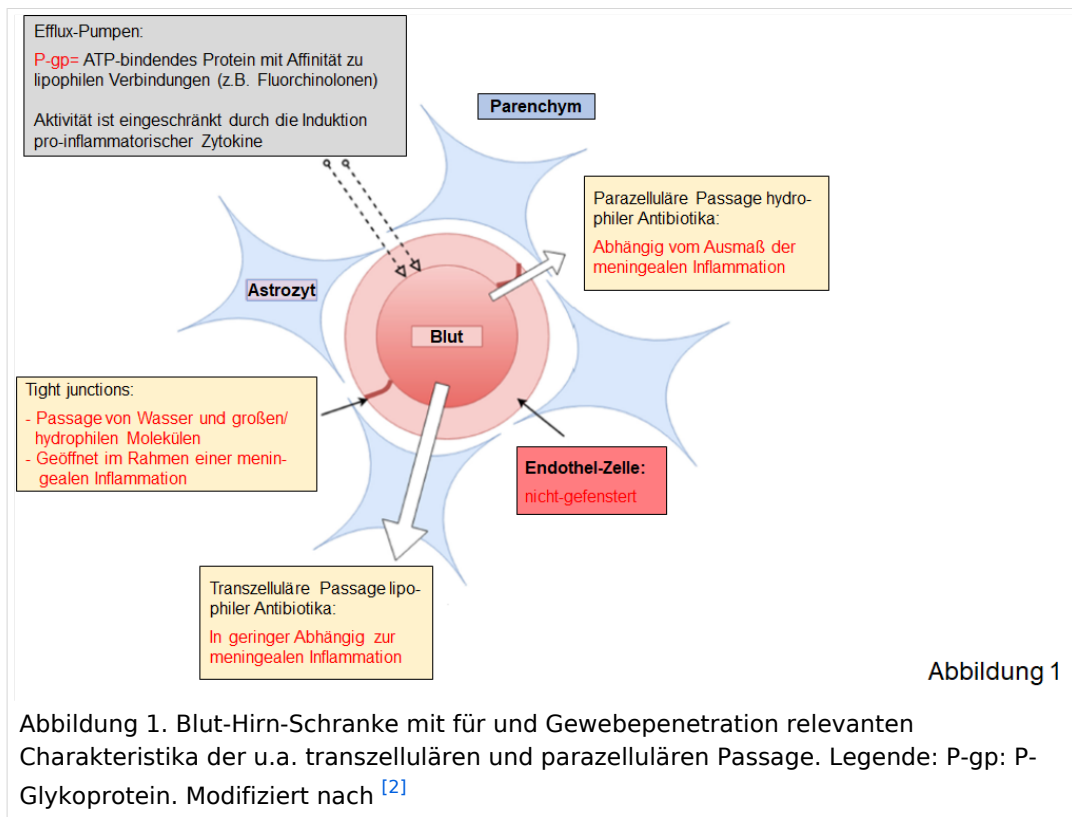 Efflux-Pumpen:
P-gp= ATP-bindendes Protein mit Affinität zu
lipophilen Verbindungen (z.B. Fluorchinolonen)
Aktivität ist eingeschränkt durch die Induktion
pro-inflammatorischer Zytokine
Parenchym
Parazelluläre Passage hydro-
philer Antibiotika:
Abhängig vom Ausmaß der
meningealen Inflammation
Astrozyt
Blut
Tight junctions:
- Passage von Wasser und großen/
hydrophilen Molekülen
- Geöffnet im Rahmen einer menin-
gealen Inflammation
Endothel-Zelle:
nicht-gefenstert
Transzelluläre Passage lipo-
philer Antibiotika:
In geringer Abhängig zur
meningealen Inflammation
Abbildung 1
Abbildung 1. Blut-Hirn-Schranke mit für und Gewebepenetration relevanten
Charakteristika der u.a. transzellulären und parazellulären Passage. Legende: P-gp: P-
Glykoprotein. Modifiziert nach [2]